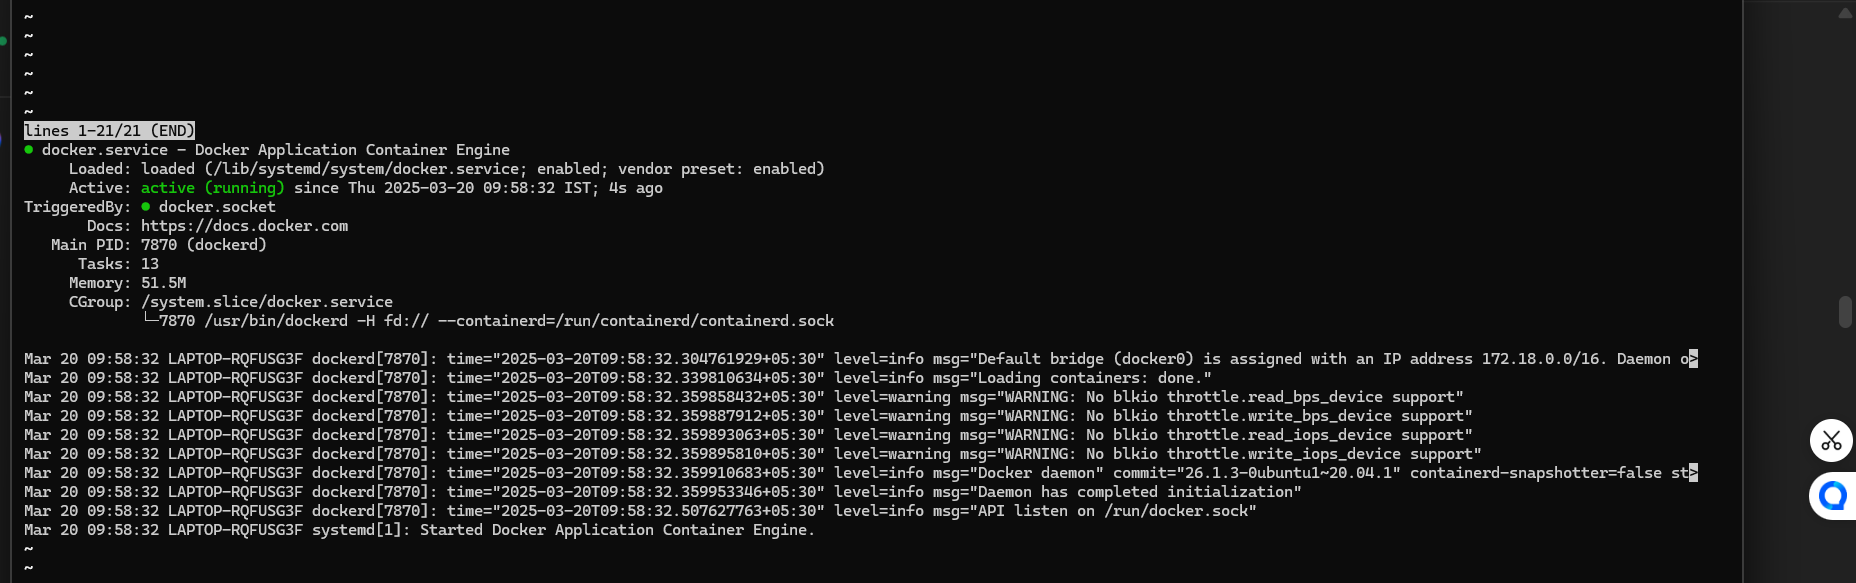 ~
~
~
~
~
~
lines 1-21/21 (END)
● docker.service - Docker Application Container Engine
     Loaded: loaded (/lib/systemd/system/docker.service; enabled; vendor preset: enabled)
     Active: active (running) since Thu 2025-03-20 09:58:32 IST; 4s ago
TriggeredBy: ● docker.socket
       Docs: https://docs.docker.com
   Main PID: 7870 (dockerd)
      Tasks: 13
     Memory: 51.5M
     CGroup: /system.slice/docker.service
             └─7870 /usr/bin/dockerd -H fd:// --containerd=/run/containerd/containerd.sock
Mar 20 09:58:32 LAPTOP-RQFUSG3F dockerd[7870]: time="2025-03-20T09:58:32.304761929+05:30" level=info msg="Default bridge (docker0) is assigned with an IP address 172.18.0.0/16. Daemon o>
Mar 20 09:58:32 LAPTOP-RQFUSG3F dockerd[7870]: time="2025-03-20T09:58:32.339810634+05:30" level=info msg="Loading containers: done."
Mar 20 09:58:32 LAPTOP-RQFUSG3F dockerd[7870]: time="2025-03-20T09:58:32.359858432+05:30" level=warning msg="WARNING: No blkio throttle.read_bps_device support"
Mar 20 09:58:32 LAPTOP-RQFUSG3F dockerd[7870]: time="2025-03-20T09:58:32.359887912+05:30" level=warning msg="WARNING: No blkio throttle.write_bps_device support"
Mar 20 09:58:32 LAPTOP-RQFUSG3F dockerd[7870]: time="2025-03-20T09:58:32.359893063+05:30" level=warning msg="WARNING: No blkio throttle.read_iops_device support"
Mar 20 09:58:32 LAPTOP-RQFUSG3F dockerd[7870]: time="2025-03-20T09:58:32.359895810+05:30" level=warning msg="WARNING: No blkio throttle.write_iops_device support"
Mar 20 09:58:32 LAPTOP-RQFUSG3F dockerd[7870]: time="2025-03-20T09:58:32.359910683+05:30" level=info msg="Docker daemon" commit="26.1.3-0ubuntu1~20.04.1" containerd-snapshotter=false st>
Mar 20 09:58:32 LAPTOP-RQFUSG3F dockerd[7870]: time="2025-03-20T09:58:32.359953346+05:30" level=info msg="Daemon has completed initialization"
Mar 20 09:58:32 LAPTOP-RQFUSG3F dockerd[7870]: time="2025-03-20T09:58:32.507627763+05:30" level=info msg="API listen on /run/docker.sock"
Mar 20 09:58:32 LAPTOP-RQFUSG3F systemd[1]: Started Docker Application Container Engine.
~
~